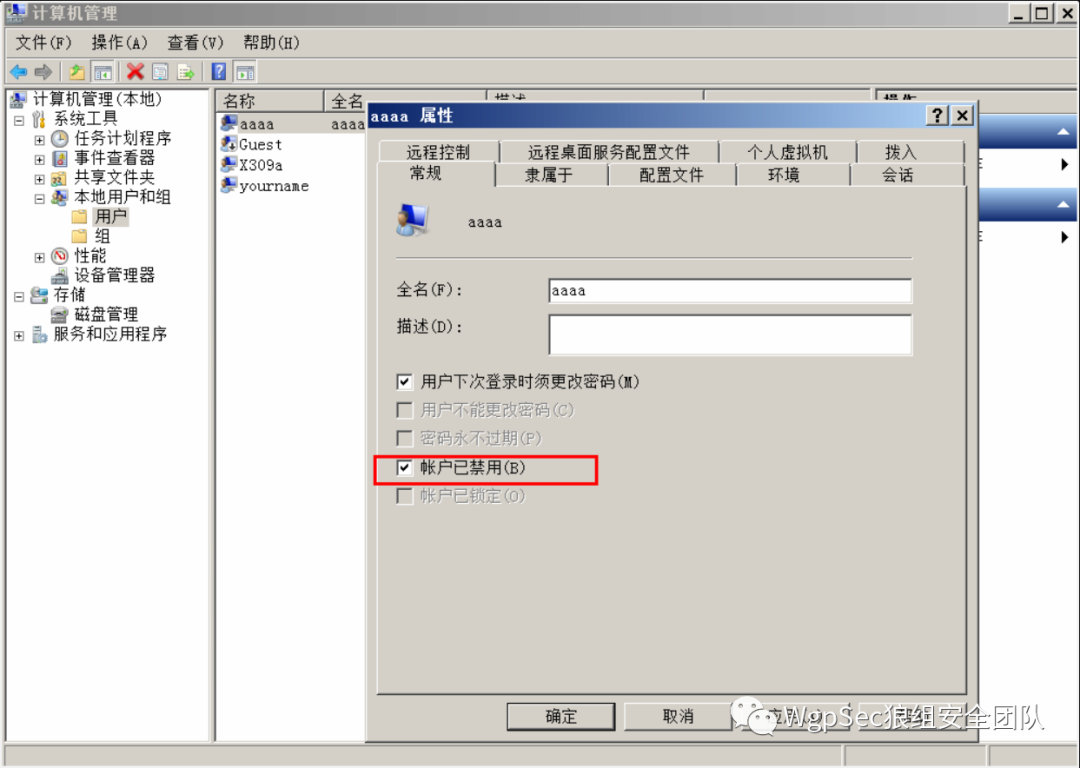 计算机管理
文件(F) 操作(A) 查看(V) 帮助(H)
计算机管理(本地)
系统工具
任务计划程序
事件查看器
共享文件夹
本地用户和组
用户
组
性能
设备管理器
存储
磁盘管理
服务和应用程序
名称 全名 描述 操作
aaaa aaaa
Guest
X309a
yourname
aaaa 属性
远程控制 远程桌面服务配置文件 个人虚拟机 拨入
常规 隶属于 配置文件 环境 会话
aaaa
全名(F): aaaa
描述(D):
用户下次登录时须更改密码(M)
用户不能更改密码(C)
密码永不过期(P)
帐户已禁用(B)
帐户已锁定(O)
确定 取消
WgpSec狼组安全团队